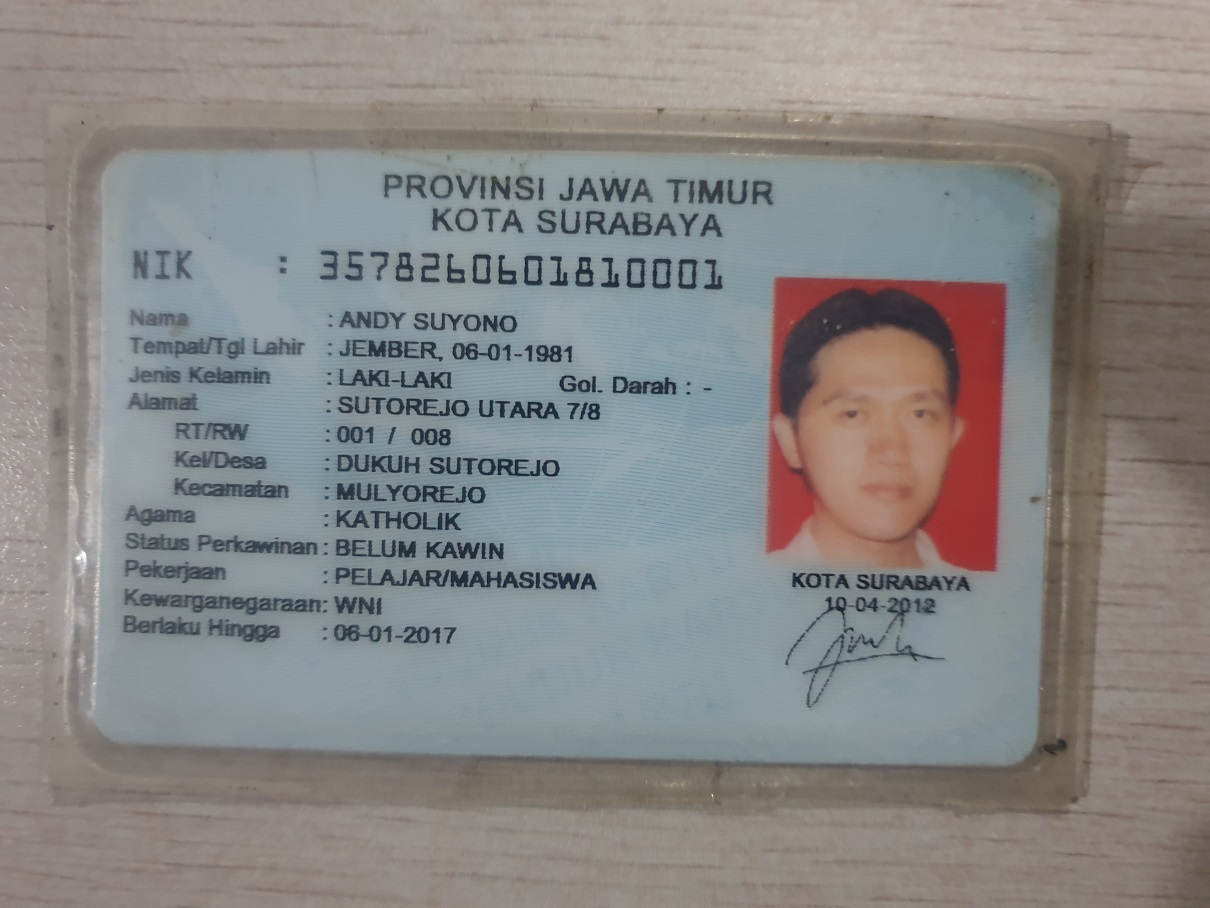 PROVINSI JAWA TIMUR
KOTA SURABAYA
NIK : 3578260601810001
Nama : ANDY SUYONO
Tempat/Tgl Lahir : JEMBER, 06-01-1981
Jenis Kelamin : LAKI-LAKI Gol. Darah : -
Alamat : SUTOREJO UTARA 7/8
RT/RW : 001 / 008
Kel/Desa : DUKUH SUTOREJO
Kecamatan : MULYOREJO
Agama : KATHOLIK
Status Perkawinan : BELUM KAWIN
Pekerjaan : PELAJAR/MAHASISWA
Kewarganegaraan : WNI
Berlaku Hingga : 06-01-2017
KOTA SURABAYA
10-04-2012